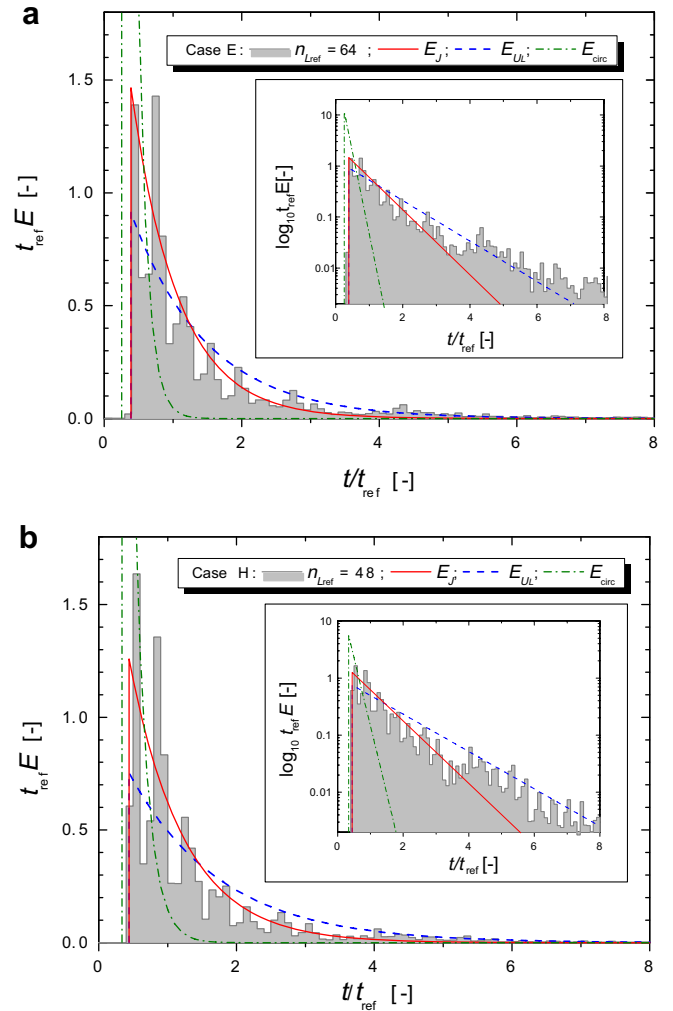 a
Case E: n_Lref = 64 ; E_J; E_UL; E_circ
t_ref E [-]
1.5
1.0
0.5
0.0
0 2 4 6 8
t/t_ref [-]
log10 t_ref E[-]
10
1
0.1
0.01
0 2 4 6 8
t/t_ref [-]
b
Case H: n_Lref = 48 ; E_J; E_UL; E_circ
t_ref E [-]
1.5
1.0
0.5
0.0
0 2 4 6 8
t/t_ref [-]
log10 t_ref E [-]
10
1
0.1
0.01
0 2 4 6 8
t/t_ref [-]